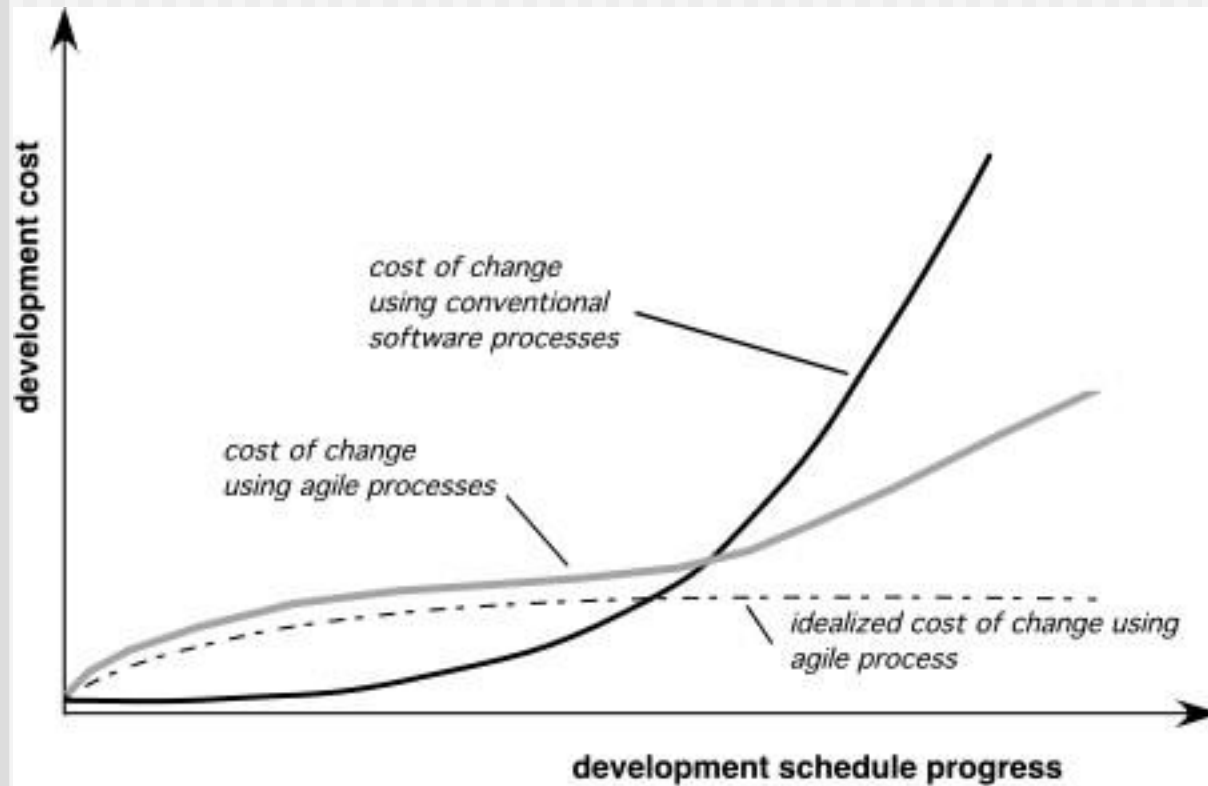 development cost
cost of change
using conventional
software processes
cost of change
using agile processes
idealized cost of change using
agile process
development schedule progress